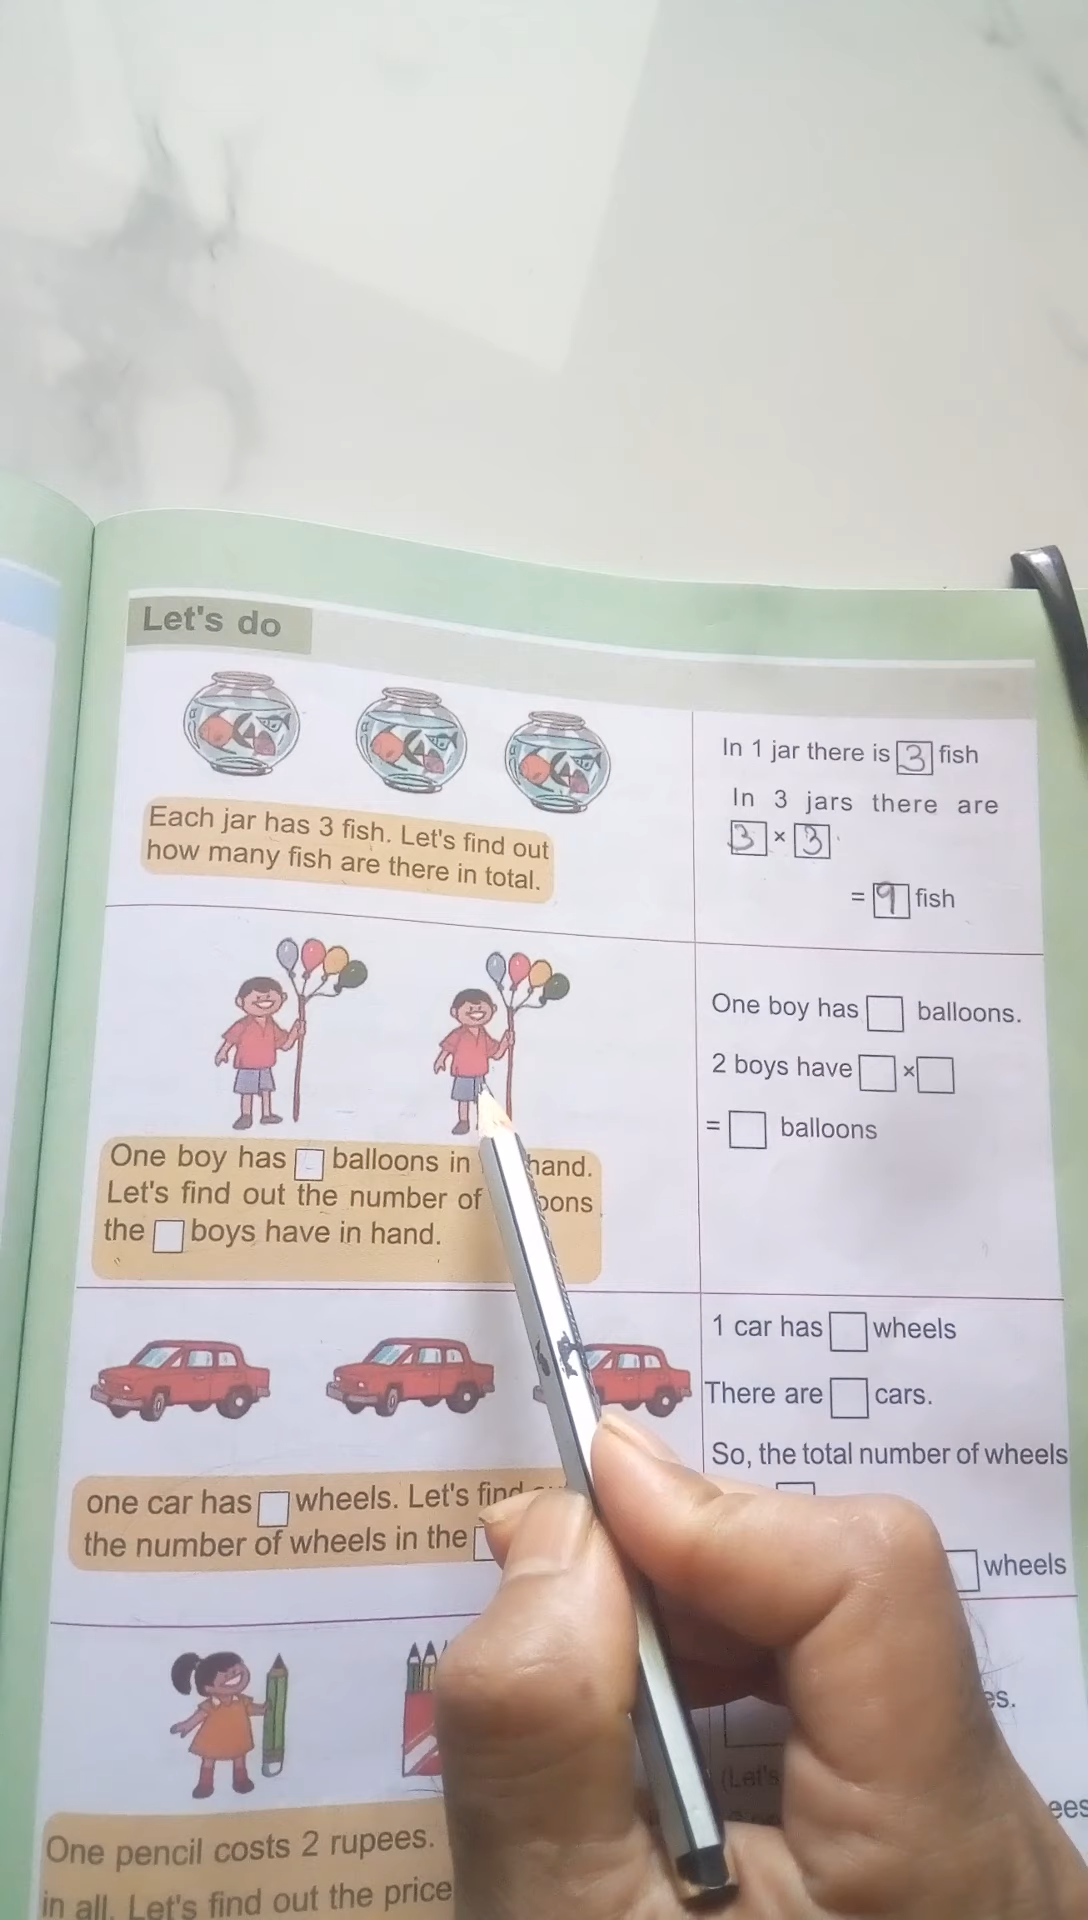 Let's do
Each jar has 3 fish. Let's find out
how many fish are there in total.
In 1 jar there is 3 fish
In 3 jars there are
3 × 3
= 9 fish
One boy has balloons in hand.
Let's find out the number of
the boys have in hand.
One boy has balloons.
2 boys have ×
= balloons
one car has wheels. Let's find
the number of wheels in the
1 car has wheels
There are cars.
So, the total number of wheels
wheels
One pencil costs 2 rupees.
in all. Let's find out the price
(Let's